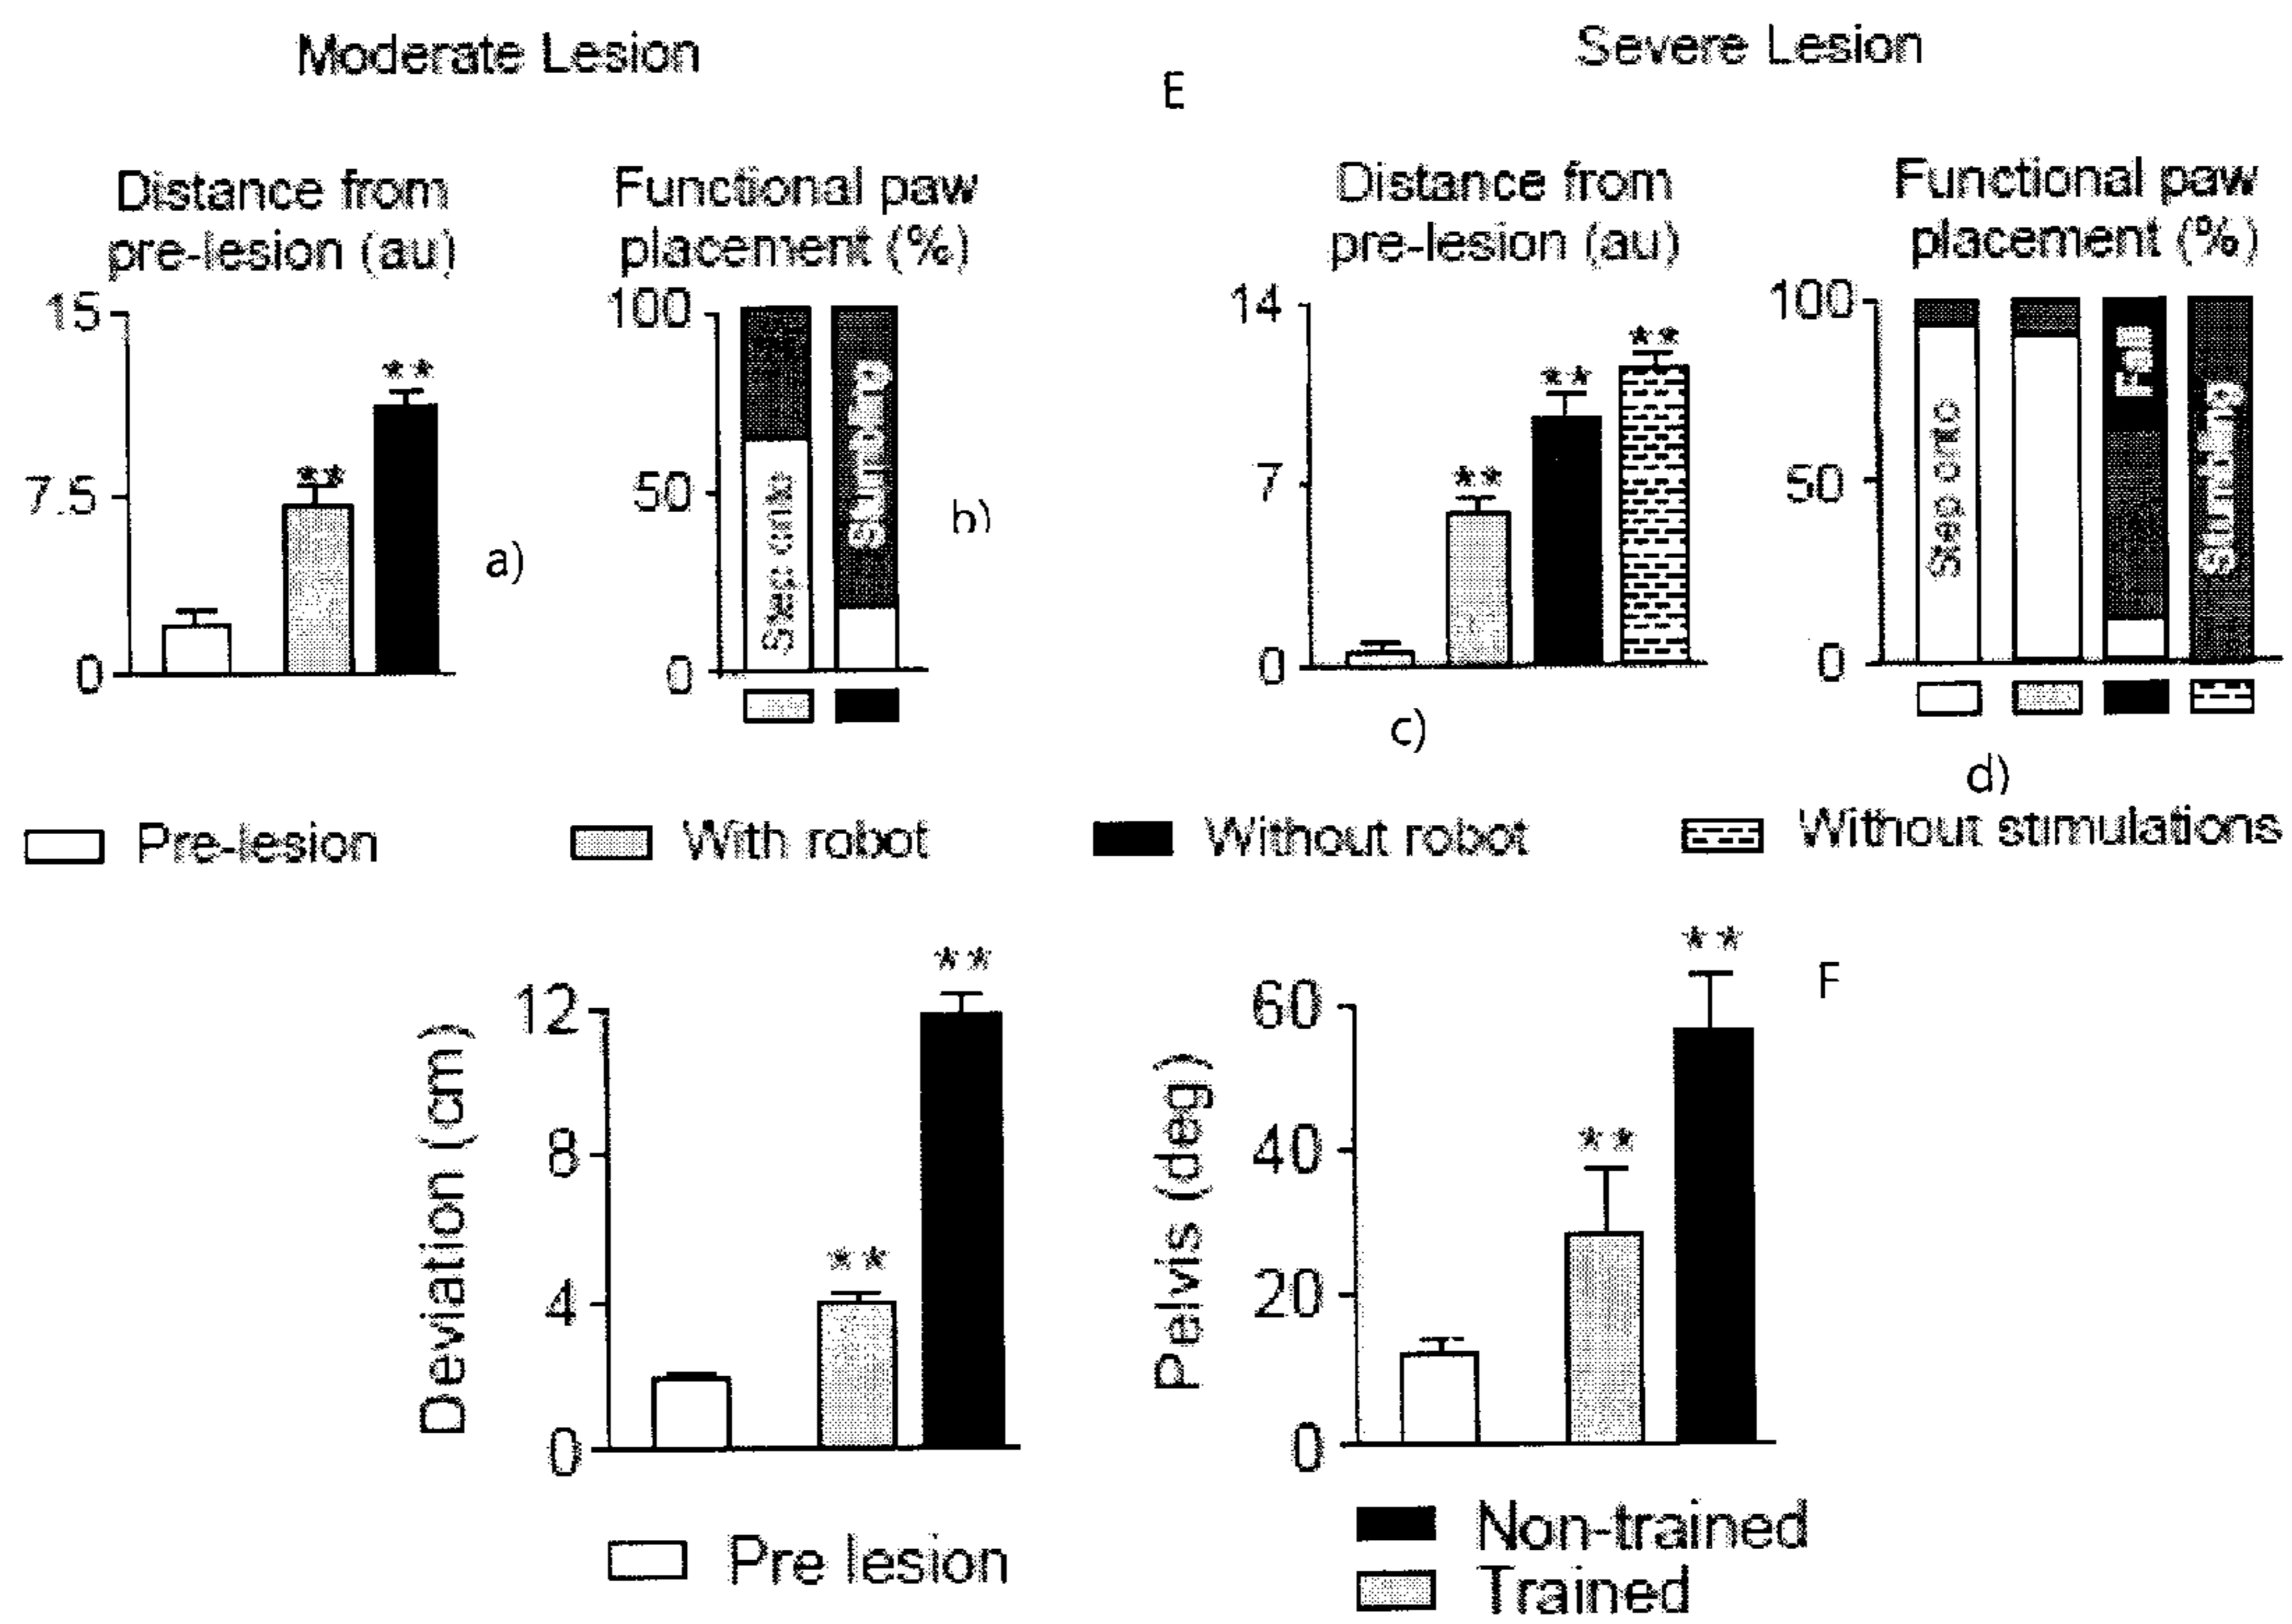 Moderate Lesion
Severe Lesion
E
Distance from
pre-lesion (au)
15
7.5
0
**
**
a)
Functional paw
placement (%)
100
50
0
Step onto
Stumbling
b)
Distance from
pre-lesion (au)
14
7
0
**
**
**
c)
Functional paw
placement (%)
100
50
0
Step onto
Fall
Stumbling
d)
Pre-lesion
With robot
Without robot
Without stimulations
Deviation (cm)
12
8
4
0
**
**
Pre lesion
Pelvis (deg)
60
40
20
0
**
**
F
Non-trained
Trained